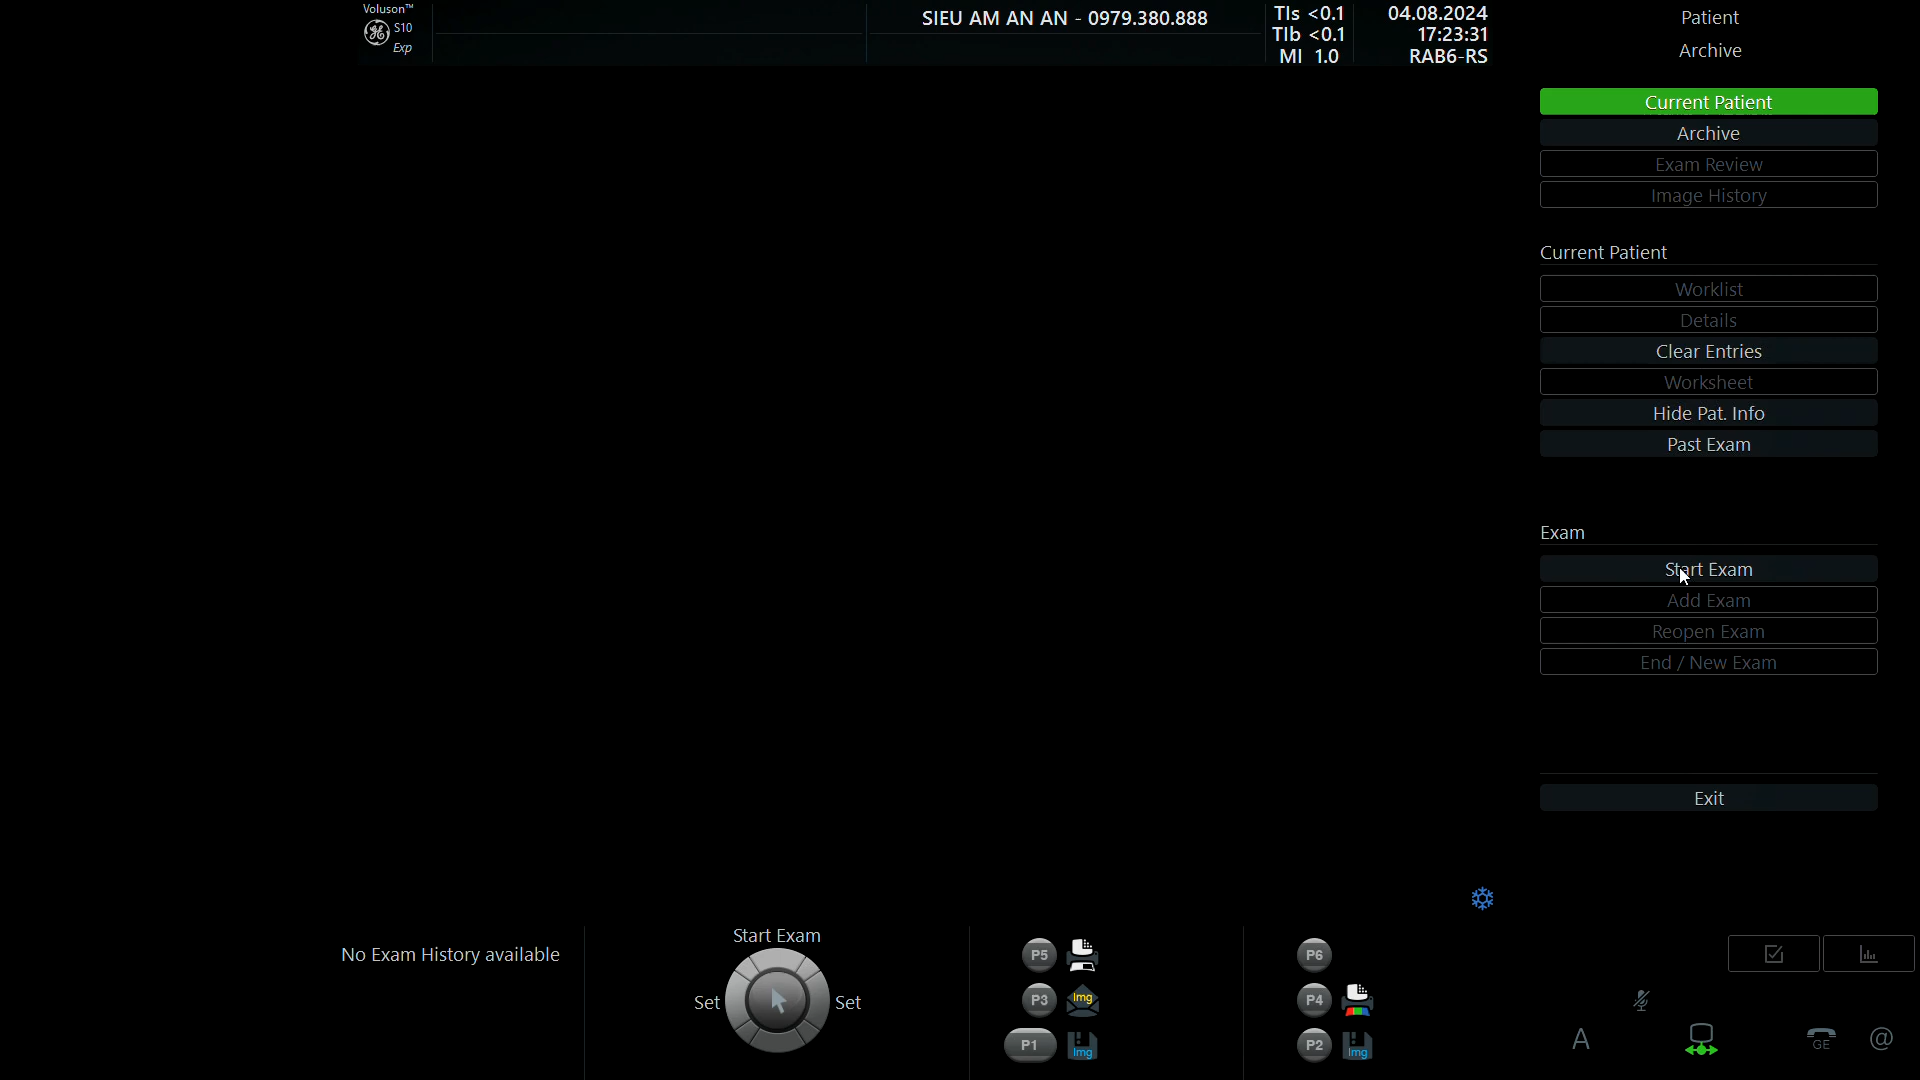 Voluson™
S10
Exp
SIEU AM AN AN - 0979.380.888
TIs <0.1
TIb <0.1
MI 1.0
04.08.2024
17:23:31
RAB6-RS
Patient
Archive
Current Patient
Archive
Exam Review
Image History
Current Patient
Worklist
Details
Clear Entries
Worksheet
Hide Pat. Info
Past Exam
Exam
Start Exam
Add Exam
Reopen Exam
End / New Exam
Exit
No Exam History available
Start Exam
Set
Set
P5
P3
Img
P1
Img
P6
P4
P2
Img
A
GE
@